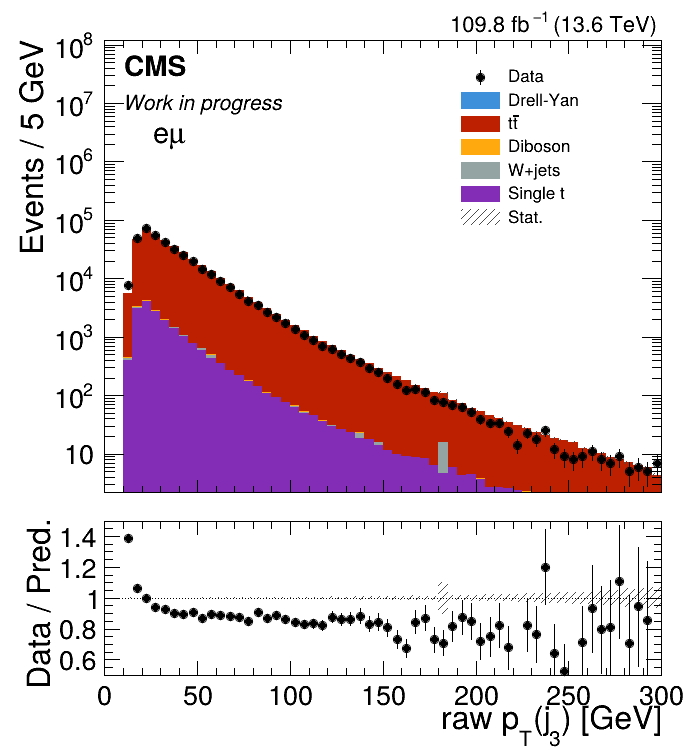 109.8 fb⁻¹ (13.6 TeV)
CMS
Work in progress
eμ
Data
Drell-Yan
tt̅
Diboson
W+jets
Single t
Stat.
Events / 5 GeV
10⁸
10⁷
10⁶
10⁵
10⁴
10³
10²
10
Data / Pred.
1.4
1.2
1
0.8
0.6
0 50 100 150 200 250 300
raw p_T(j₃) [GeV]